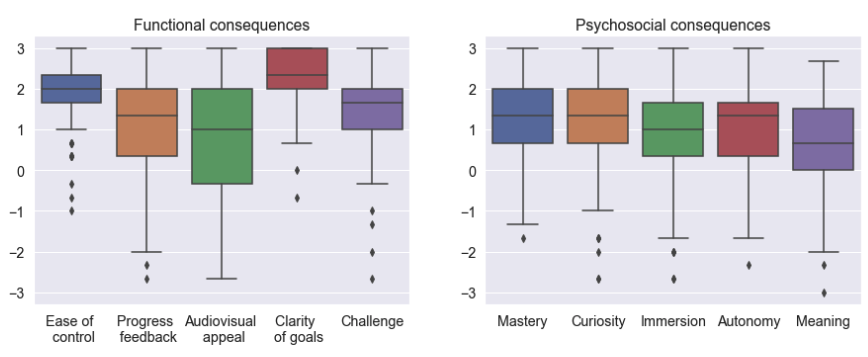 Functional consequences
3
2
1
0
−1
−2
−3
Ease of control
Progress feedback
Audiovisual appeal
Clarity of goals
Challenge
Psychosocial consequences
3
2
1
0
−1
−2
−3
Mastery
Curiosity
Immersion
Autonomy
Meaning